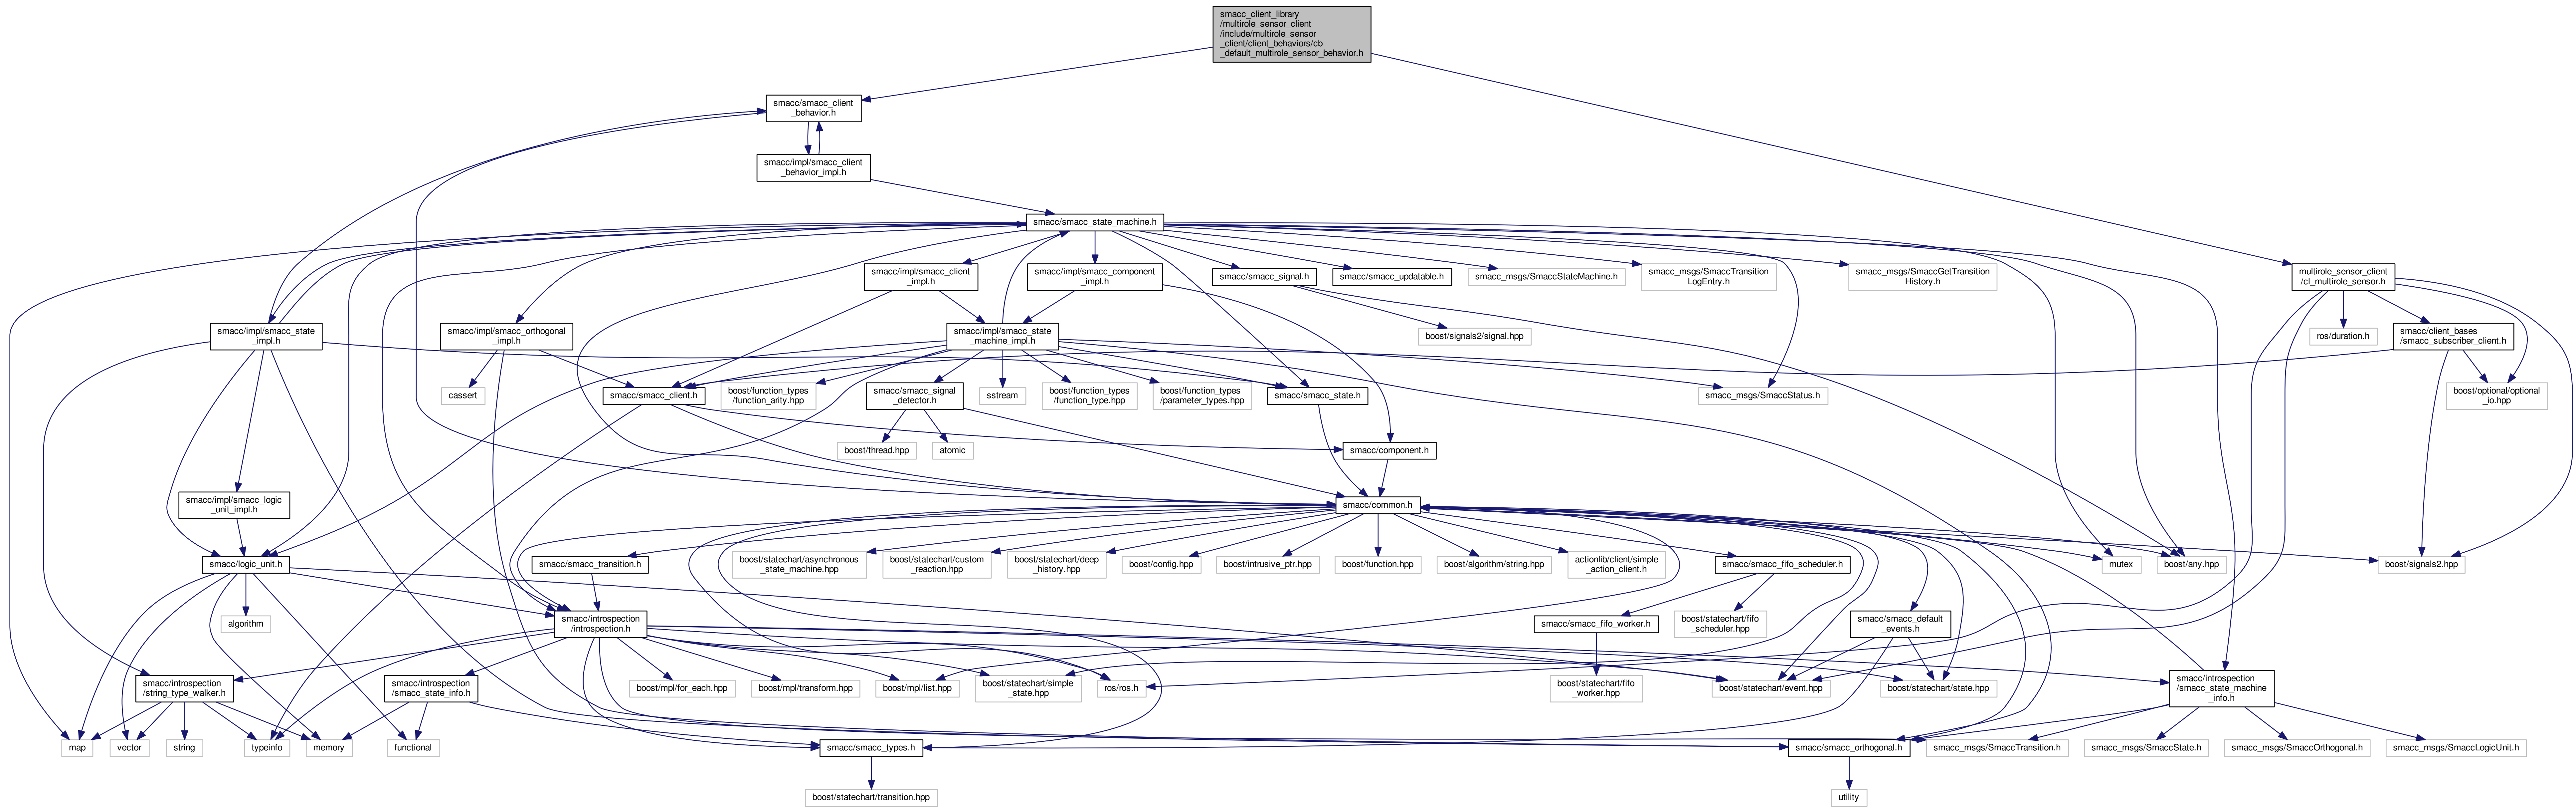 smacc_client_library
/multirole_sensor_client
/include/multirole_sensor
_client/client_behaviors/cb
_default_multirole_sensor_behavior.h
smacc/smacc_client
_behavior.h
smacc/impl/smacc_client
_behavior_impl.h
smacc/smacc_state_machine.h
smacc/impl/smacc_client
_impl.h
smacc/impl/smacc_component
_impl.h
smacc/smacc_signal.h
smacc/smacc_updatable.h
smacc_msgs/SmaccStateMachine.h
smacc_msgs/SmaccTransition
LogEntry.h
smacc_msgs/SmaccGetTransition
History.h
multirole_sensor_client
/cl_multirole_sensor.h
smacc/impl/smacc_state
_impl.h
smacc/impl/smacc_orthogonal
_impl.h
smacc/impl/smacc_state
_machine_impl.h
boost/signals2/signal.hpp
ros/duration.h
smacc/client_bases
/smacc_subscriber_client.h
cassert
smacc/smacc_client.h
boost/function_types
/function_arity.hpp
smacc/smacc_signal
_detector.h
sstream
boost/function_types
/function_type.hpp
boost/function_types
/parameter_types.hpp
smacc/smacc_state.h
smacc_msgs/SmaccStatus.h
boost/optional/optional
_io.hpp
boost/thread.hpp
atomic
smacc/component.h
smacc/impl/smacc_logic
_unit_impl.h
smacc/common.h
smacc/logic_unit.h
smacc/smacc_transition.h
boost/statechart/asynchronous
_state_machine.hpp
boost/statechart/custom
_reaction.hpp
boost/statechart/deep
_history.hpp
boost/config.hpp
boost/intrusive_ptr.hpp
boost/function.hpp
boost/algorithm/string.hpp
actionlib/client/simple
_action_client.h
smacc/smacc_fifo_scheduler.h
mutex
boost/any.hpp
boost/signals2.hpp
algorithm
smacc/introspection
/introspection.h
smacc/smacc_fifo_worker.h
boost/statechart/fifo
_scheduler.hpp
smacc/smacc_default
_events.h
smacc/introspection
/string_type_walker.h
smacc/introspection
/smacc_state_info.h
boost/mpl/for_each.hpp
boost/mpl/transform.hpp
boost/mpl/list.hpp
boost/statechart/simple
_state.hpp
ros/ros.h
boost/statechart/fifo
_worker.hpp
boost/statechart/event.hpp
boost/statechart/state.hpp
smacc/introspection
/smacc_state_machine
_info.h
map
vector
string
typeinfo
memory
functional
smacc/smacc_types.h
smacc/smacc_orthogonal.h
smacc_msgs/SmaccTransition.h
smacc_msgs/SmaccState.h
smacc_msgs/SmaccOrthogonal.h
smacc_msgs/SmaccLogicUnit.h
boost/statechart/transition.hpp
utility